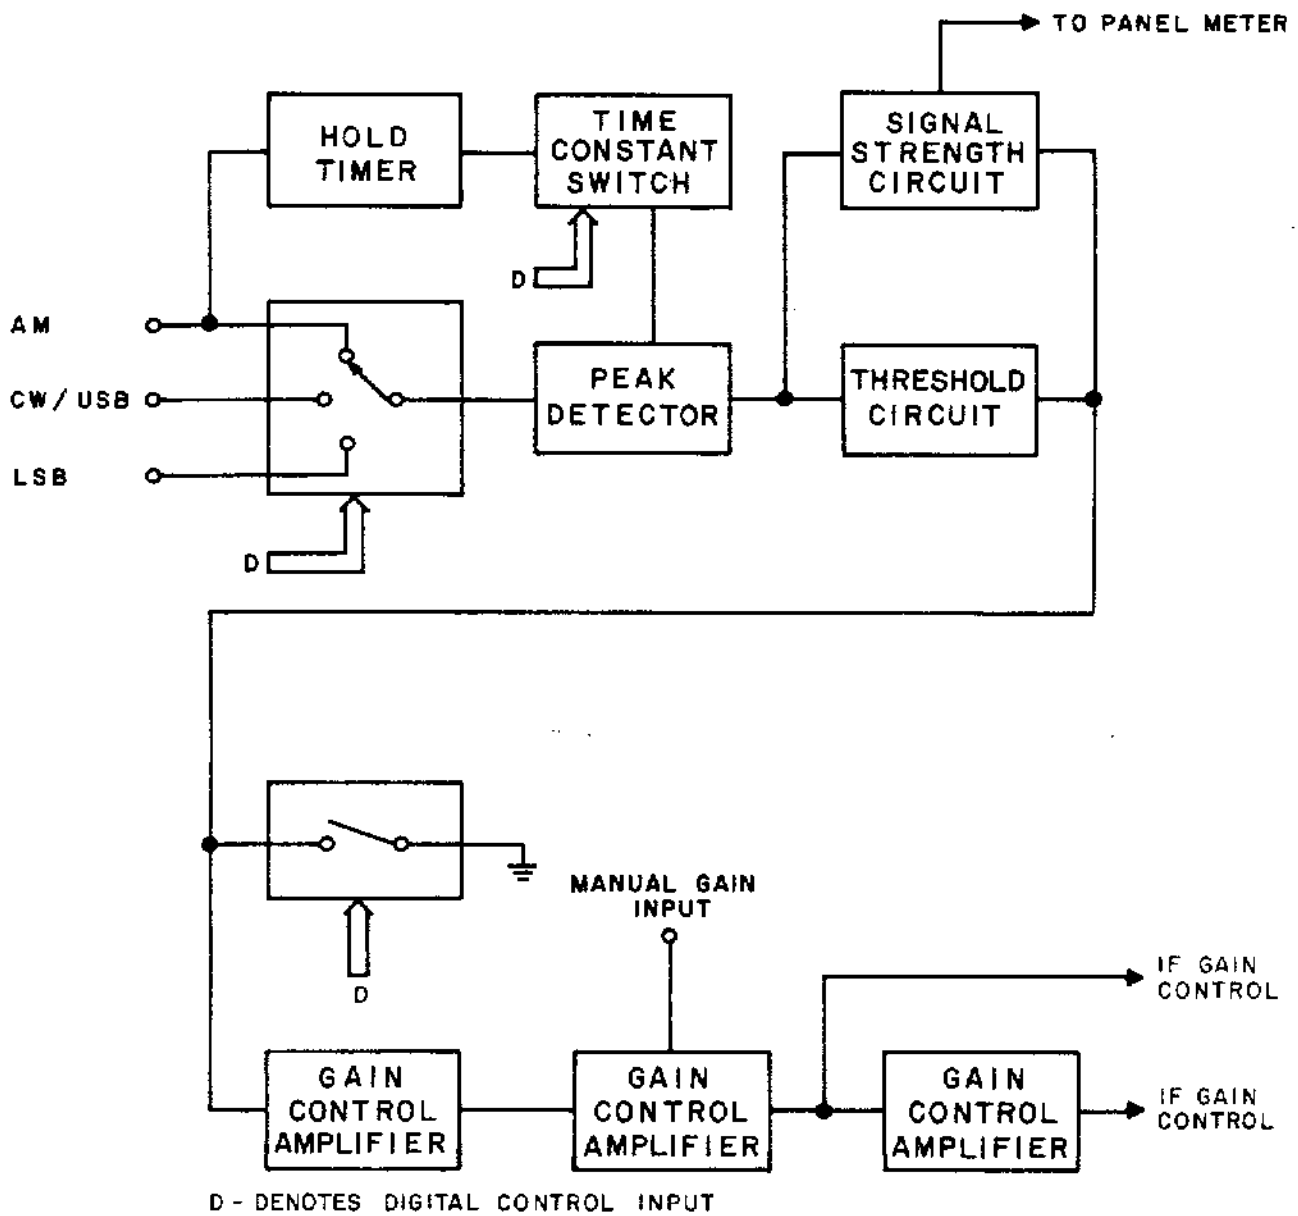 TO PANEL METER
HOLD
TIMER
TIME
CONSTANT
SWITCH
SIGNAL
STRENGTH
CIRCUIT
D
AM
CW/USB
LSB
PEAK
DETECTOR
THRESHOLD
CIRCUIT
D
MANUAL GAIN
INPUT
D
IF GAIN
CONTROL
GAIN
CONTROL
AMPLIFIER
GAIN
CONTROL
AMPLIFIER
GAIN
CONTROL
AMPLIFIER
IF GAIN
CONTROL
D - DENOTES DIGITAL CONTROL INPUT